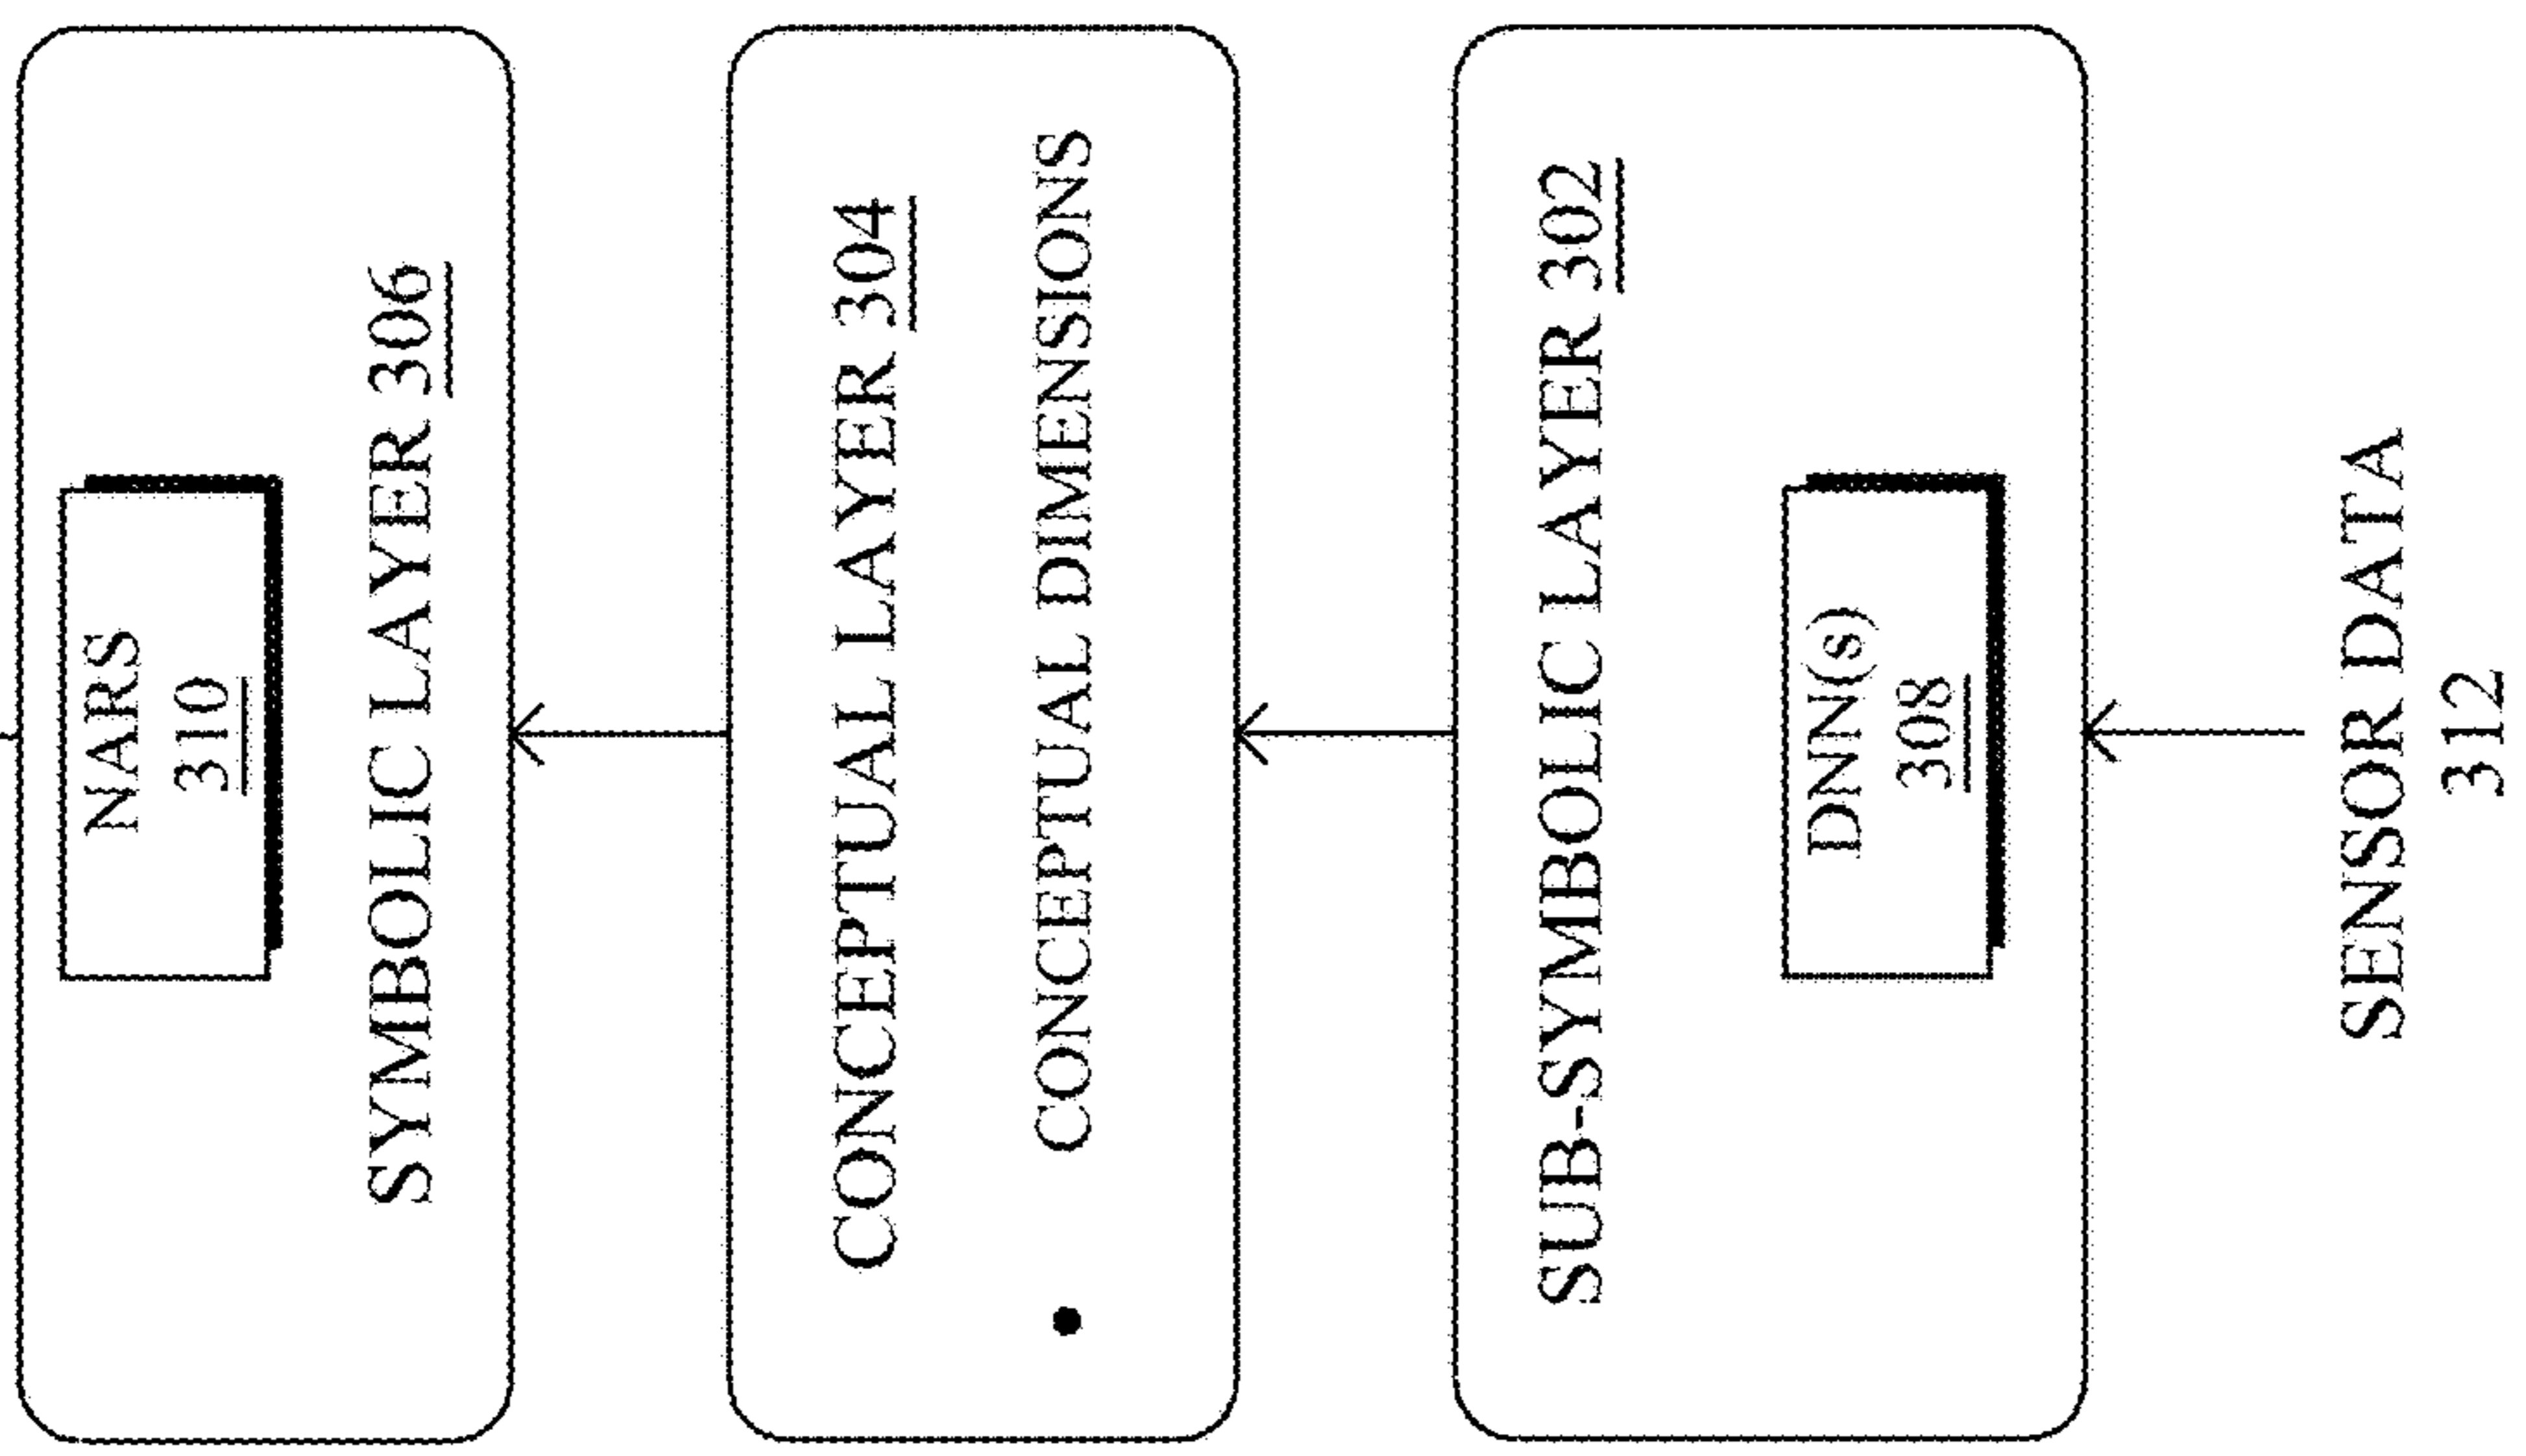 NARS
310
SYMBOLIC LAYER 306
CONCEPTUAL LAYER 304
• CONCEPTUAL DIMENSIONS
SUB-SYMBOLIC LAYER 302
DNN(s)
308
SENSOR DATA
312